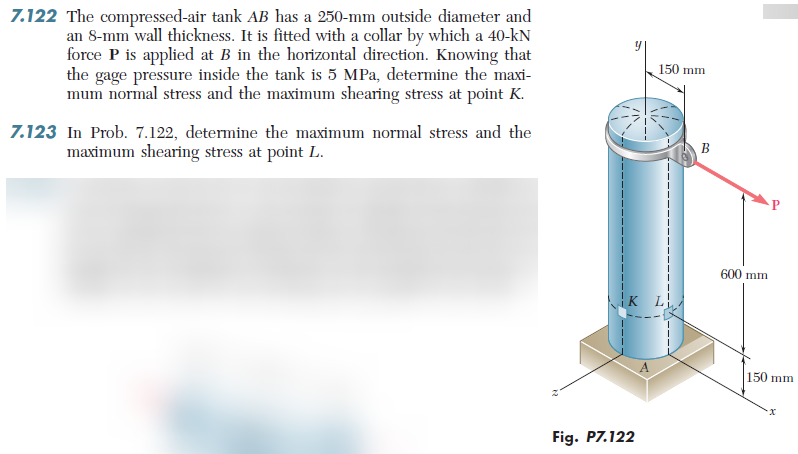 7.122 The compressed-air tank AB has a 250-mm outside diameter and
an 8-mm wall thickness. It is fitted with a collar by which a 40-kN
force P is applied at B in the horizontal direction. Knowing that
the gage pressure inside the tank is 5 MPa, determine the maxi-
mum normal stress and the maximum shearing stress at point K.
7.123 In Prob. 7.122, determine the maximum normal stress and the
maximum shearing stress at point L.
y
150 mm
B
P
600 mm
K L
A
150 mm
z
x
Fig. P7.122